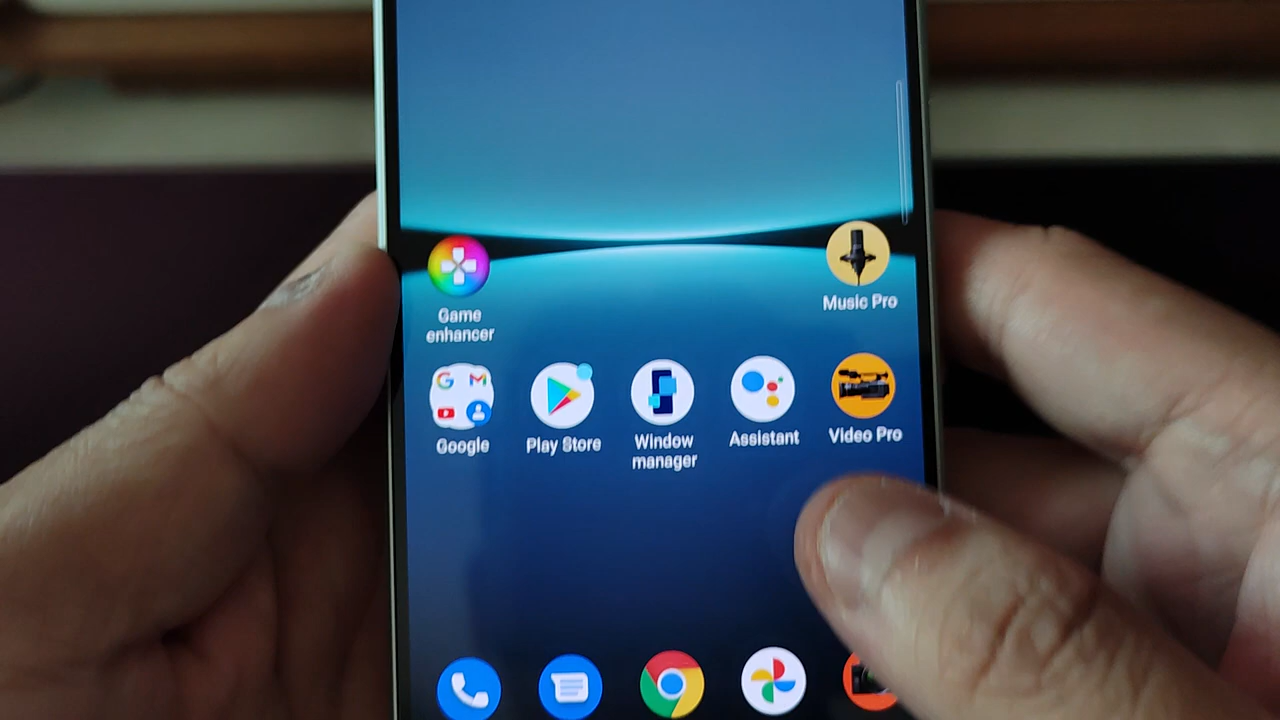 Game
enhancer
Music Pro
Google
Play Store
Window
manager
Assistant
Video Pro